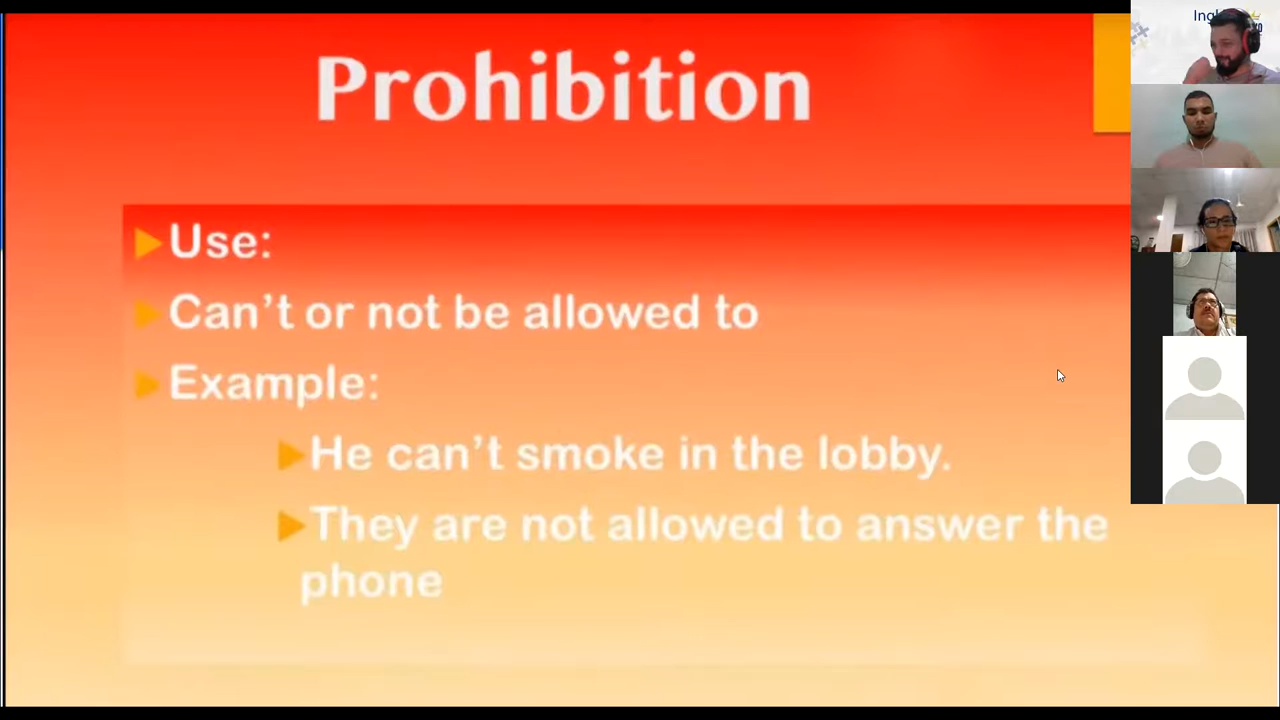 Prohibition
Use:
Can't or not be allowed to
Example:
He can't smoke in the lobby.
They are not allowed to answer the
phone